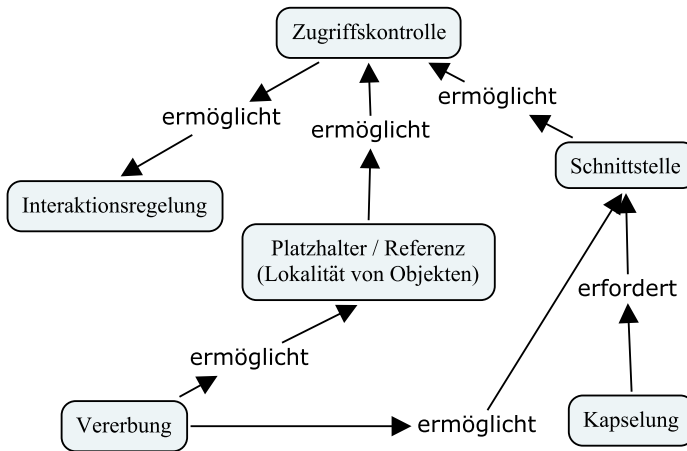 Zugriffskontrolle
ermöglicht
ermöglicht
ermöglicht
Schnittstelle
Interaktionsregelung
Platzhalter / Referenz
(Lokalität von Objekten)
erfordert
ermöglicht
Vererbung
ermöglicht
Kapselung